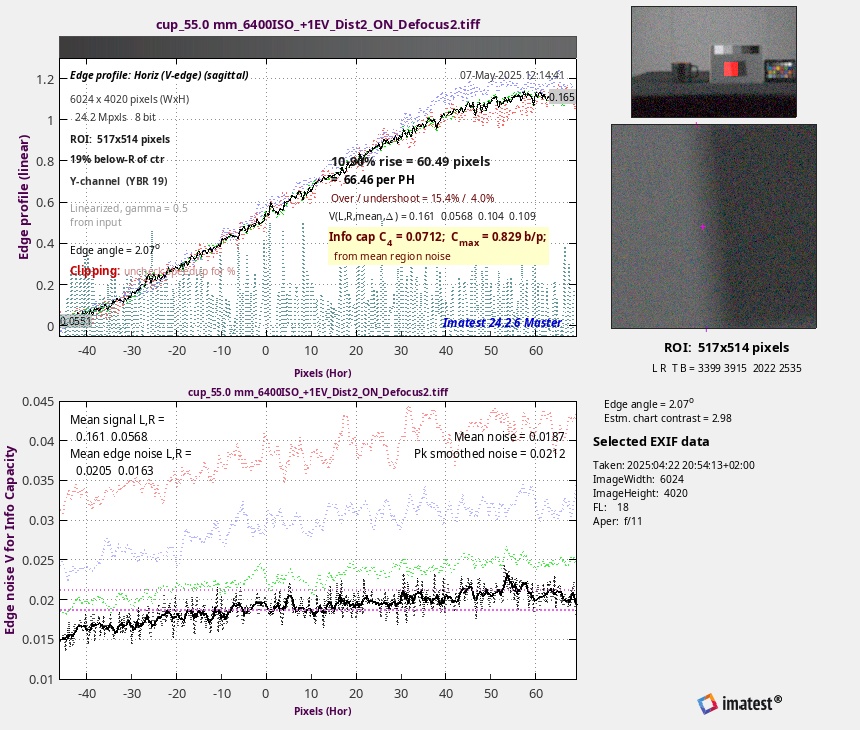 cup_55.0 mm_6400ISO_+1EV_Dist2_ON_Defocus2.tiff
Edge profile: Horiz (V-edge) (sagittal)
07-May-2025 12:14:41
6024 x 4020 pixels (WxH)
24.2 Mpxls 8 bit
ROI: 517x514 pixels
19% below-R of ctr
Y-channel (YBR 19)
Linearized, gamma = 0.5
from input
Edge angle = 2.07º
Clipping:
0.0551
0.165
10-90% rise = 60.49 pixels
= 66.46 per PH
Over / undershoot = 15.4% / 4.0%
V(L,R,mean,Δ) = 0.161 0.0568 0.104 0.109
Info cap C4 = 0.0712; Cmax = 0.829 b/p;
from mean region noise
Imatest 24.2.6 Master
Edge profile (linear)
1.2
1
0.8
0.6
0.4
0.2
0
-40 -30 -20 -10 0 10 20 30 40 50 60
Pixels (Hor)
cup_55.0 mm_6400ISO_+1EV_Dist2_ON_Defocus2.tiff
Mean signal L,R =
0.161 0.0568
Mean edge noise L,R =
0.0205 0.0163
Mean noise = 0.0187
Pk smoothed noise = 0.0212
Edge noise V for Info Capacity
0.045
0.04
0.035
0.03
0.025
0.02
0.015
0.01
-40 -30 -20 -10 0 10 20 30 40 50 60
Pixels (Hor)
ROI: 517x514 pixels
L R T B = 3399 3915 2022 2535
Edge angle = 2.07º
Estm. chart contrast = 2.98
Selected EXIF data
Taken: 2025:04:22 20:54:13+02:00
ImageWidth: 6024
ImageHeight: 4020
FL: 18
Aper: f/11
imatest®